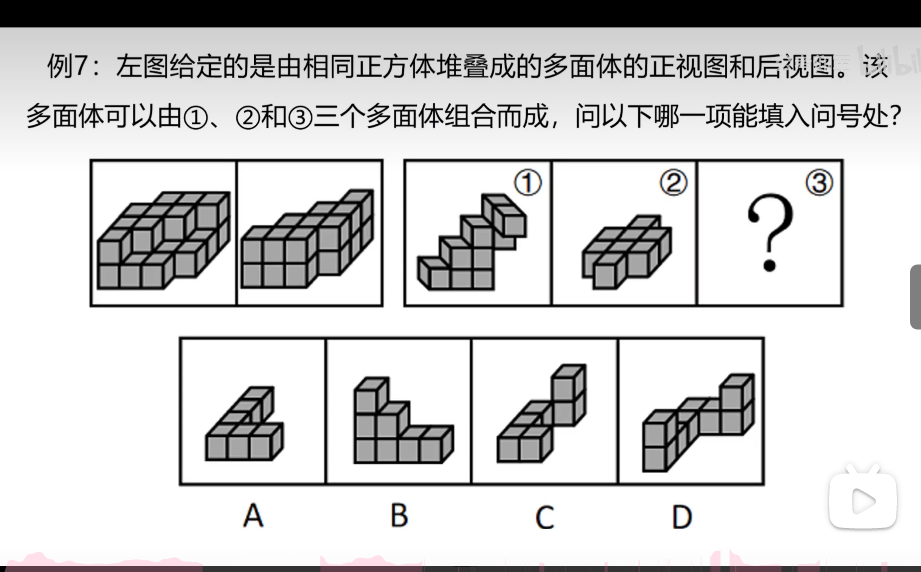 例7：左图给定的是由相同正方体堆叠成的多面体的正视图和后视图。该
多面体可以由①、②和③三个多面体组合而成，问以下哪一项能填入问号处？
① ② ③
?
A B C D